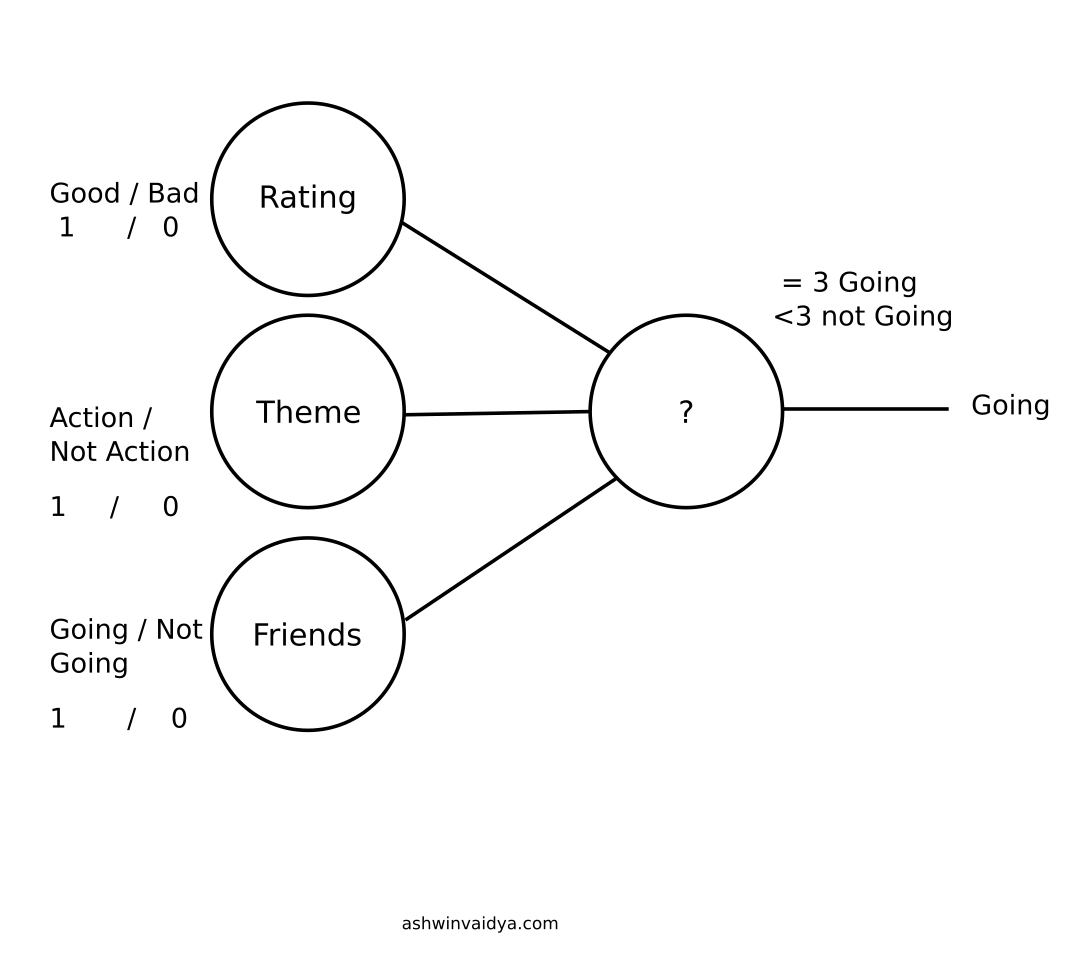 Good / Bad
1 / 0
Rating
Action /
Not Action
1 / 0
Theme
Going / Not
Going
1 / 0
Friends
?
= 3 Going
<3 not Going
Going
ashwinvaidya.com